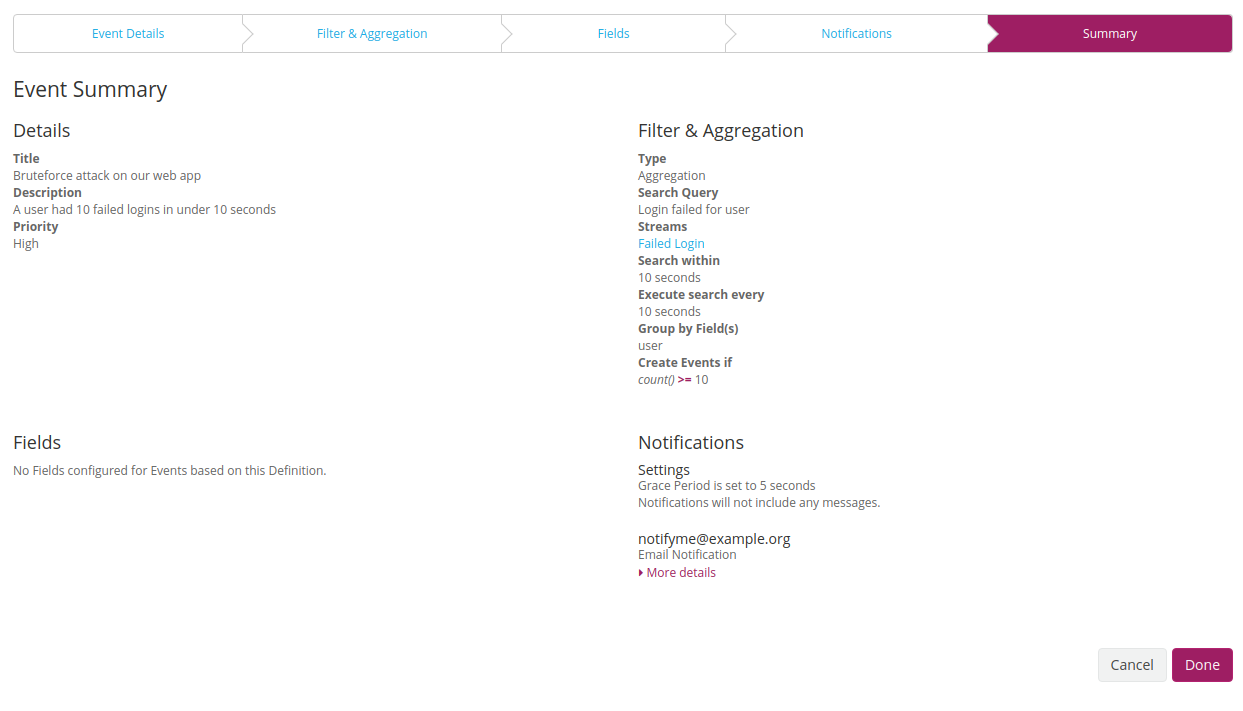 Event Details
Filter & Aggregation
Fields
Notifications
Summary
Event Summary
Details
Title
Bruteforce attack on our web app
Description
A user had 10 failed logins in under 10 seconds
Priority
High
Filter & Aggregation
Type
Aggregation
Search Query
Login failed for user
Streams
Failed Login
Search within
10 seconds
Execute search every
10 seconds
Group by Field(s)
user
Create Events if
count() >= 10
Fields
No Fields configured for Events based on this Definition.
Notifications
Settings
Grace Period is set to 5 seconds
Notifications will not include any messages.
notifyme@example.org
Email Notification
More details
Cancel
Done